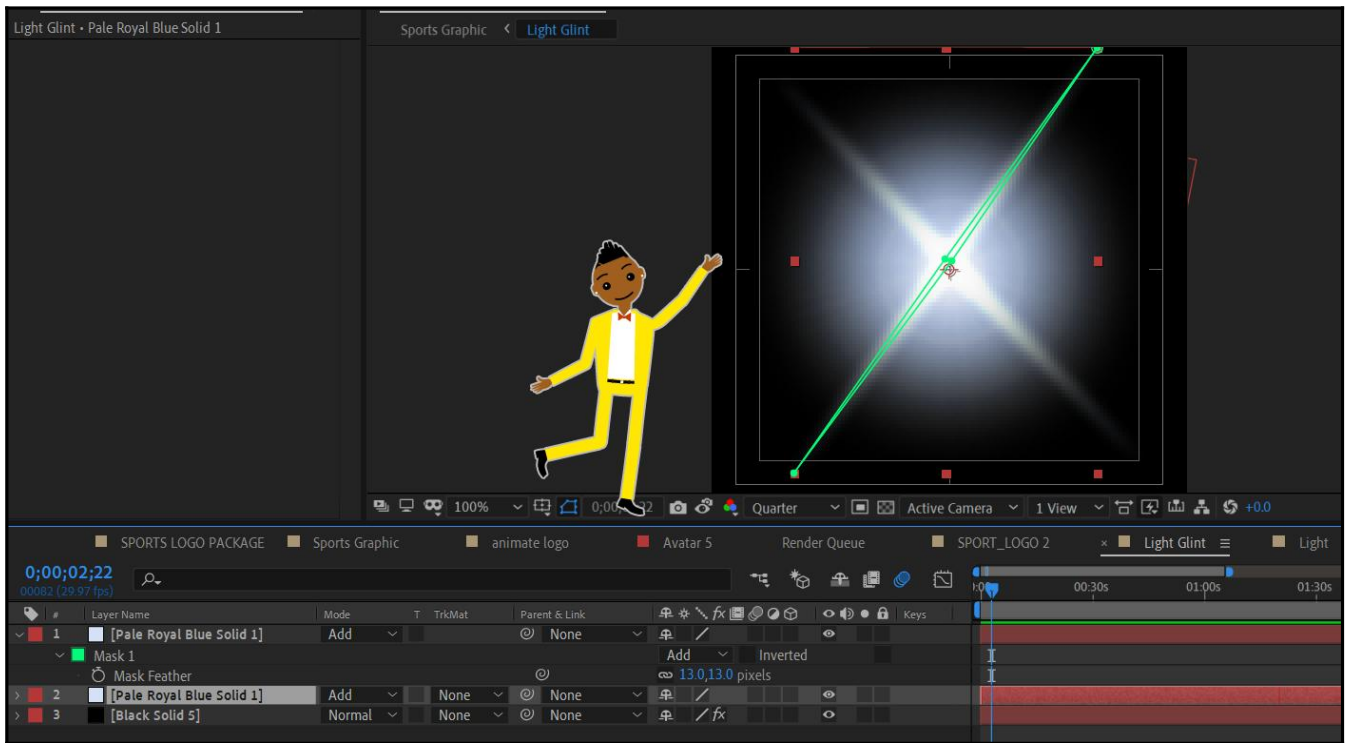 Light Glint • Pale Royal Blue Solid 1
Sports Graphic Light Glint
100% Quarter Active Camera 1 View +0.0
SPORTS LOGO PACKAGE Sports Graphic animate logo Avatar 5 Render Queue SPORT_LOGO 2 × Light Glint Light
0;00;02;22
00082 (29.97 fps)
00:30s 01:00s 01:30s
# Layer Name Mode T TrkMat Parent & Link fx Keys
1 [Pale Royal Blue Solid 1] Add None
Mask 1 Add Inverted
Mask Feather 13.0,13.0 pixels
2 [Pale Royal Blue Solid 1] Add None None
3 [Black Solid 5] Normal None None fx